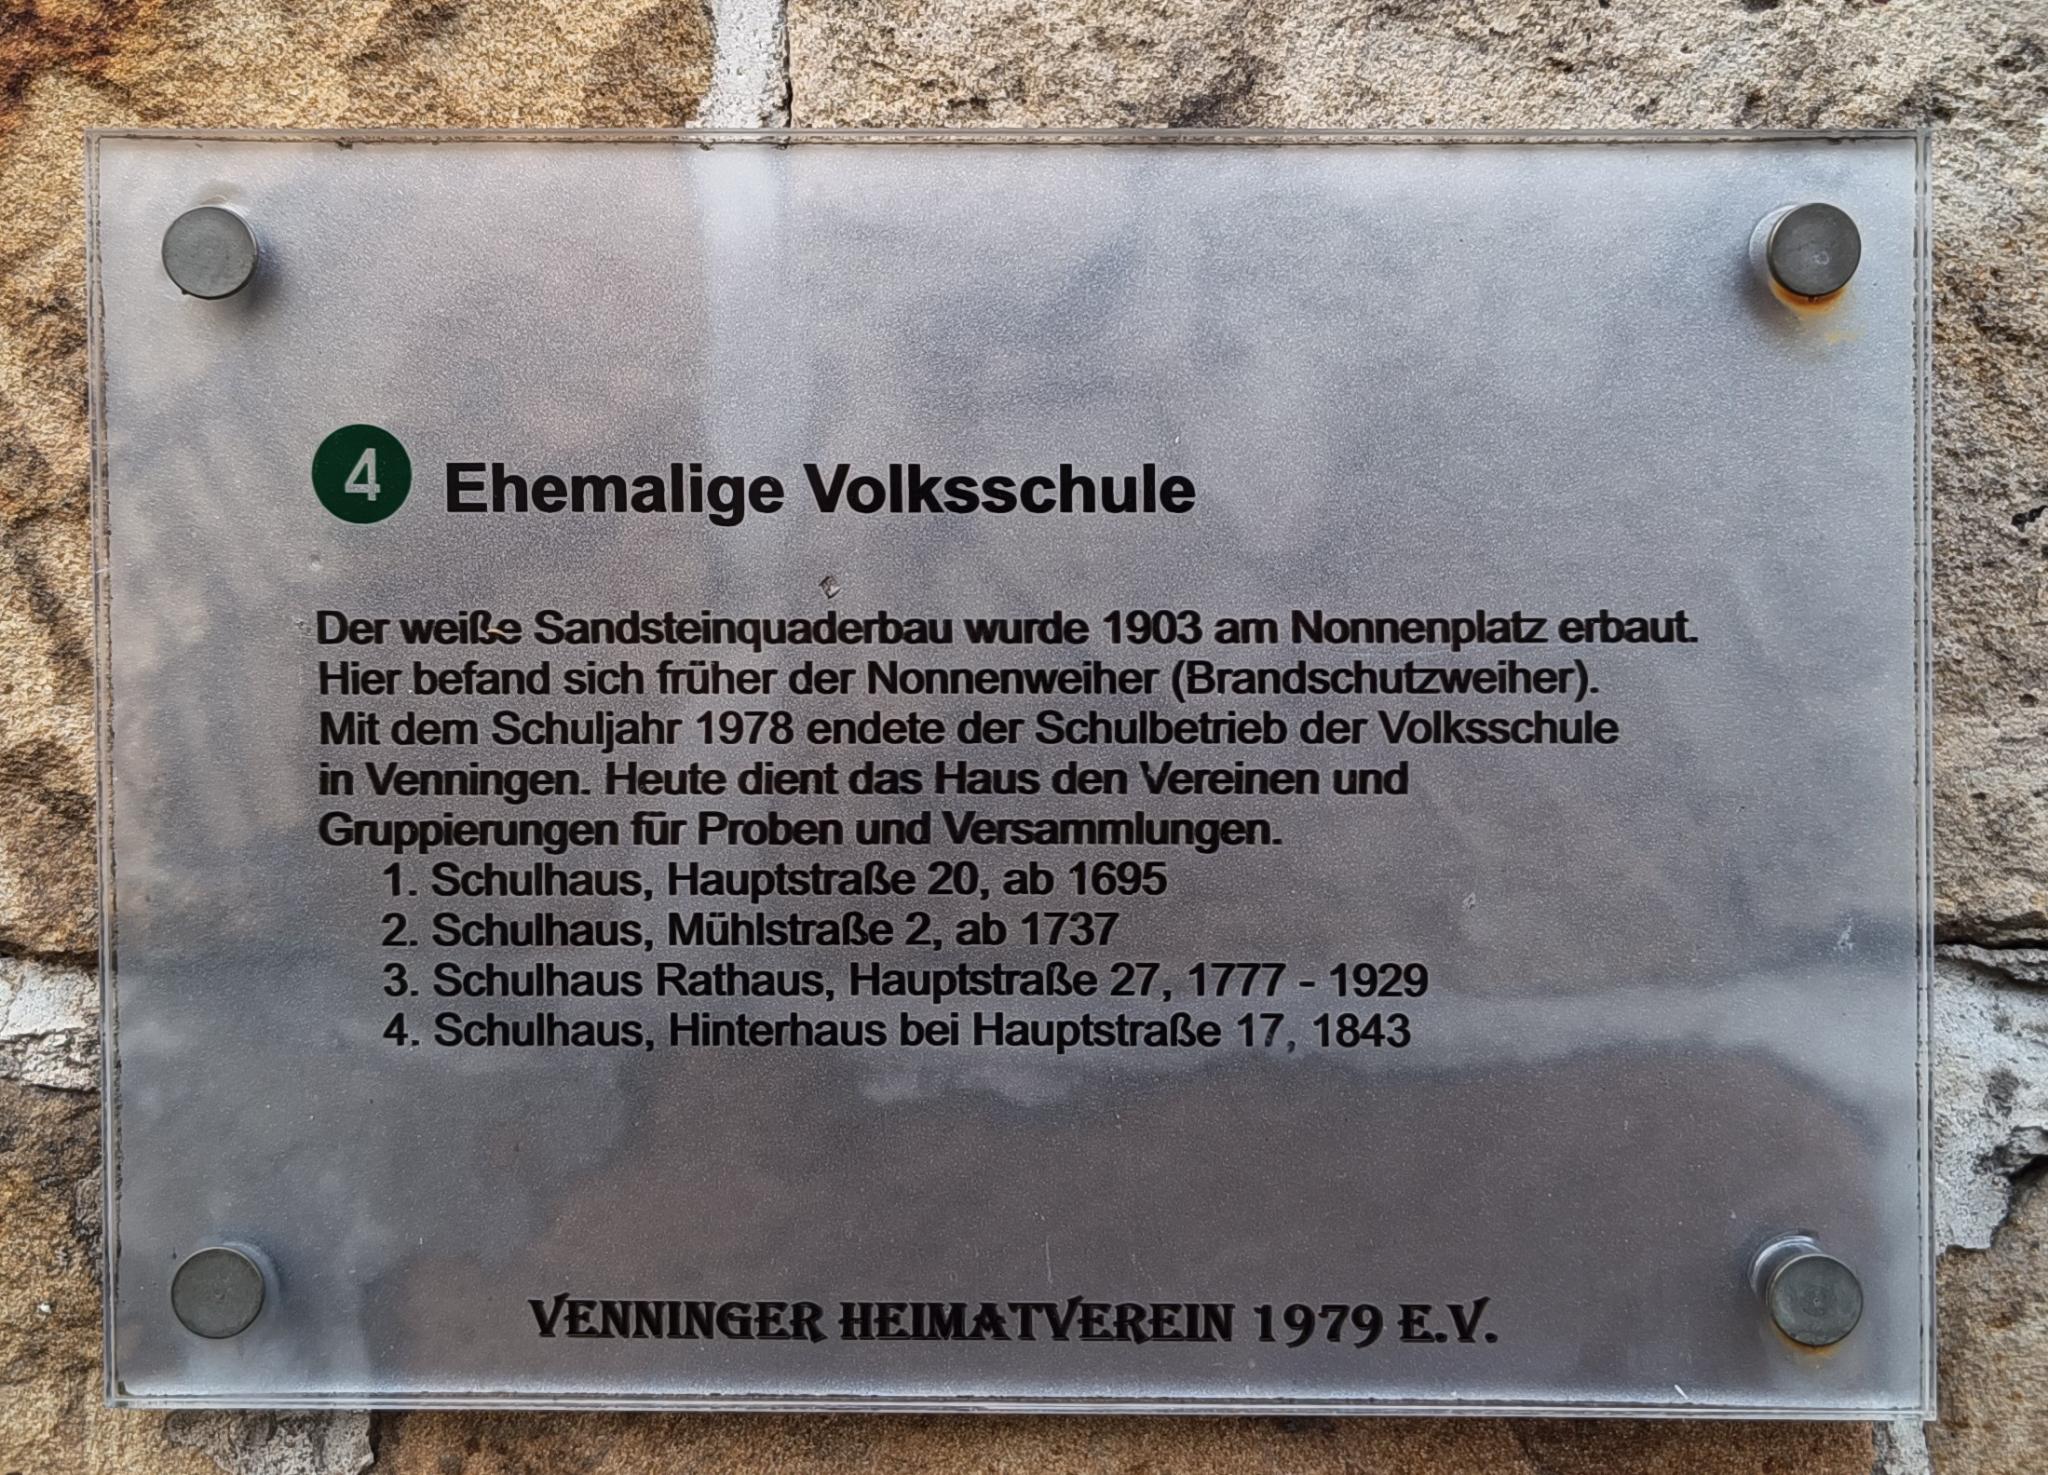 4 Ehemalige Volksschule
Der weiße Sandsteinquaderbau wurde 1903 am Nonnenplatz erbaut.
Hier befand sich früher der Nonnenweiher (Brandschutzweiher).
Mit dem Schuljahr 1978 endete der Schulbetrieb der Volksschule
in Venningen. Heute dient das Haus den Vereinen und
Gruppierungen für Proben und Versammlungen.
1. Schulhaus, Hauptstraße 20, ab 1695
2. Schulhaus, Mühlstraße 2, ab 1737
3. Schulhaus Rathaus, Hauptstraße 27, 1777 - 1929
4. Schulhaus, Hinterhaus bei Hauptstraße 17, 1843
VENNINGER HEIMATVEREIN 1979 E.V.